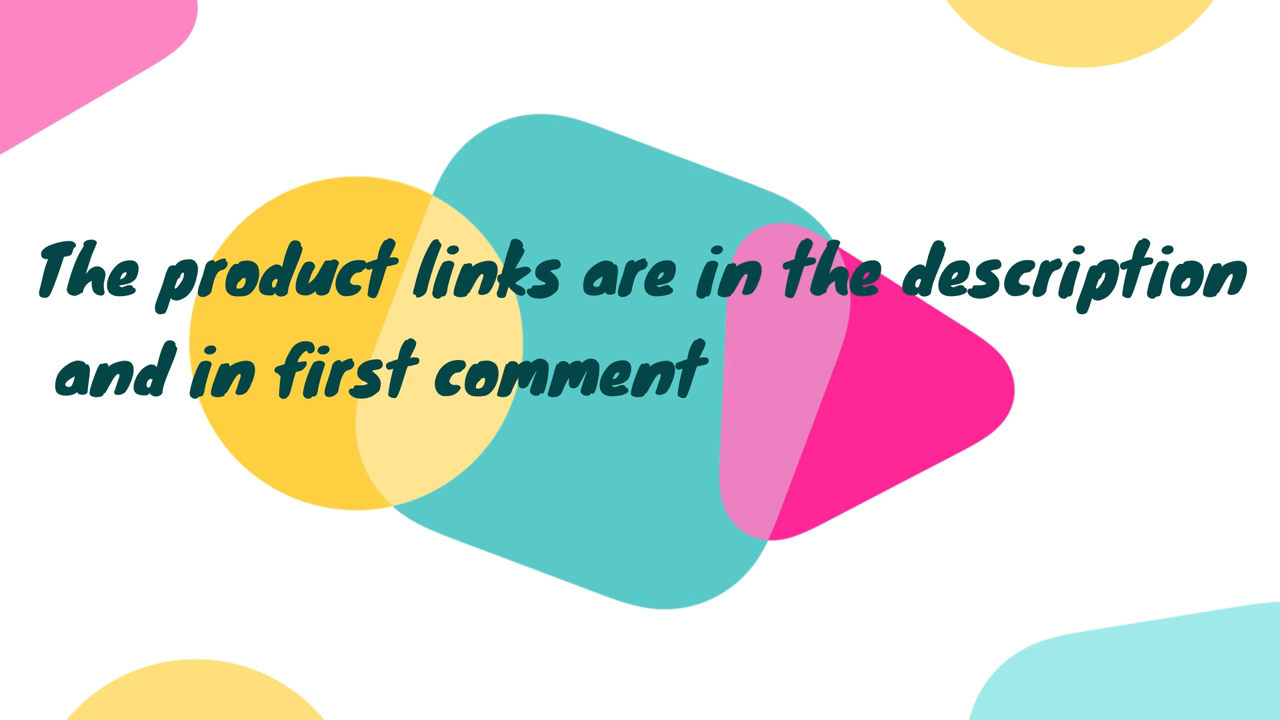 The product links are in the description
and in first comment